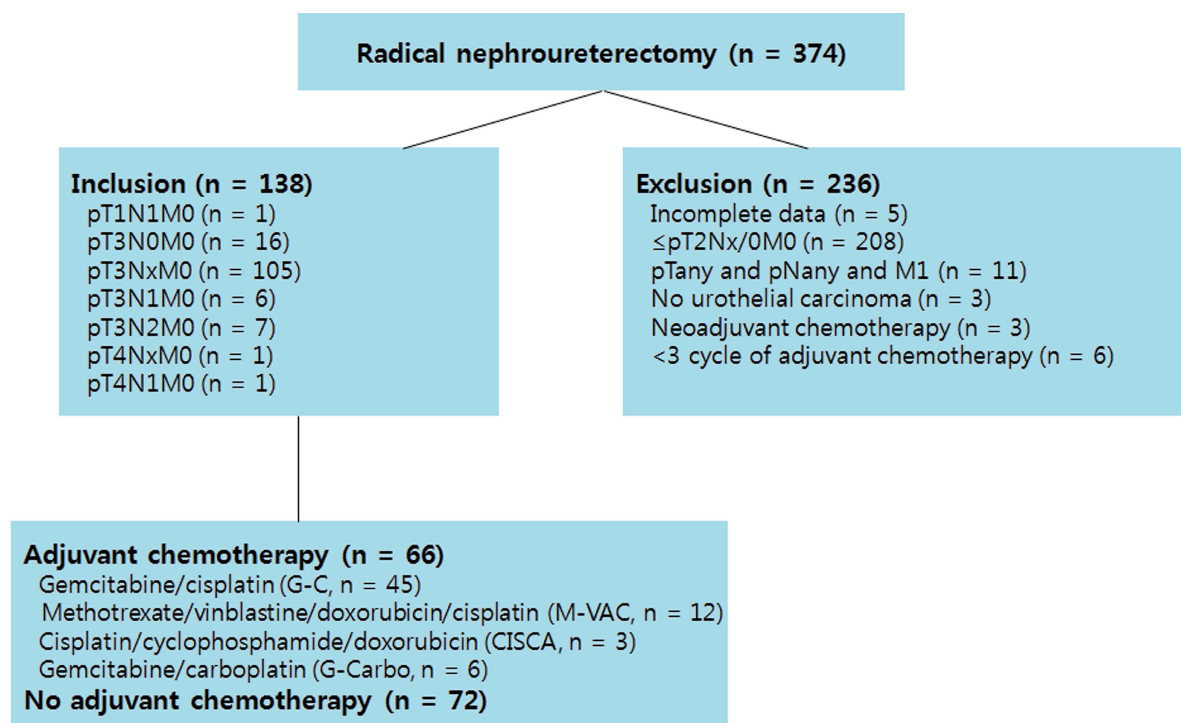 Radical nephroureterectomy (n = 374)
Inclusion (n = 138)
pT1N1M0 (n = 1)
pT3N0M0 (n = 16)
pT3NxM0 (n = 105)
pT3N1M0 (n = 6)
pT3N2M0 (n = 7)
pT4NxM0 (n = 1)
pT4N1M0 (n = 1)
Exclusion (n = 236)
Incomplete data (n = 5)
≤pT2Nx/0M0 (n = 208)
pTany and pNany and M1 (n = 11)
No urothelial carcinoma (n = 3)
Neoadjuvant chemotherapy (n = 3)
<3 cycle of adjuvant chemotherapy (n = 6)
Adjuvant chemotherapy (n = 66)
Gemcitabine/cisplatin (G-C, n = 45)
Methotrexate/vinblastine/doxorubicin/cisplatin (M-VAC, n = 12)
Cisplatin/cyclophosphamide/doxorubicin (CISCA, n = 3)
Gemcitabine/carboplatin (G-Carbo, n = 6)
No adjuvant chemotherapy (n = 72)